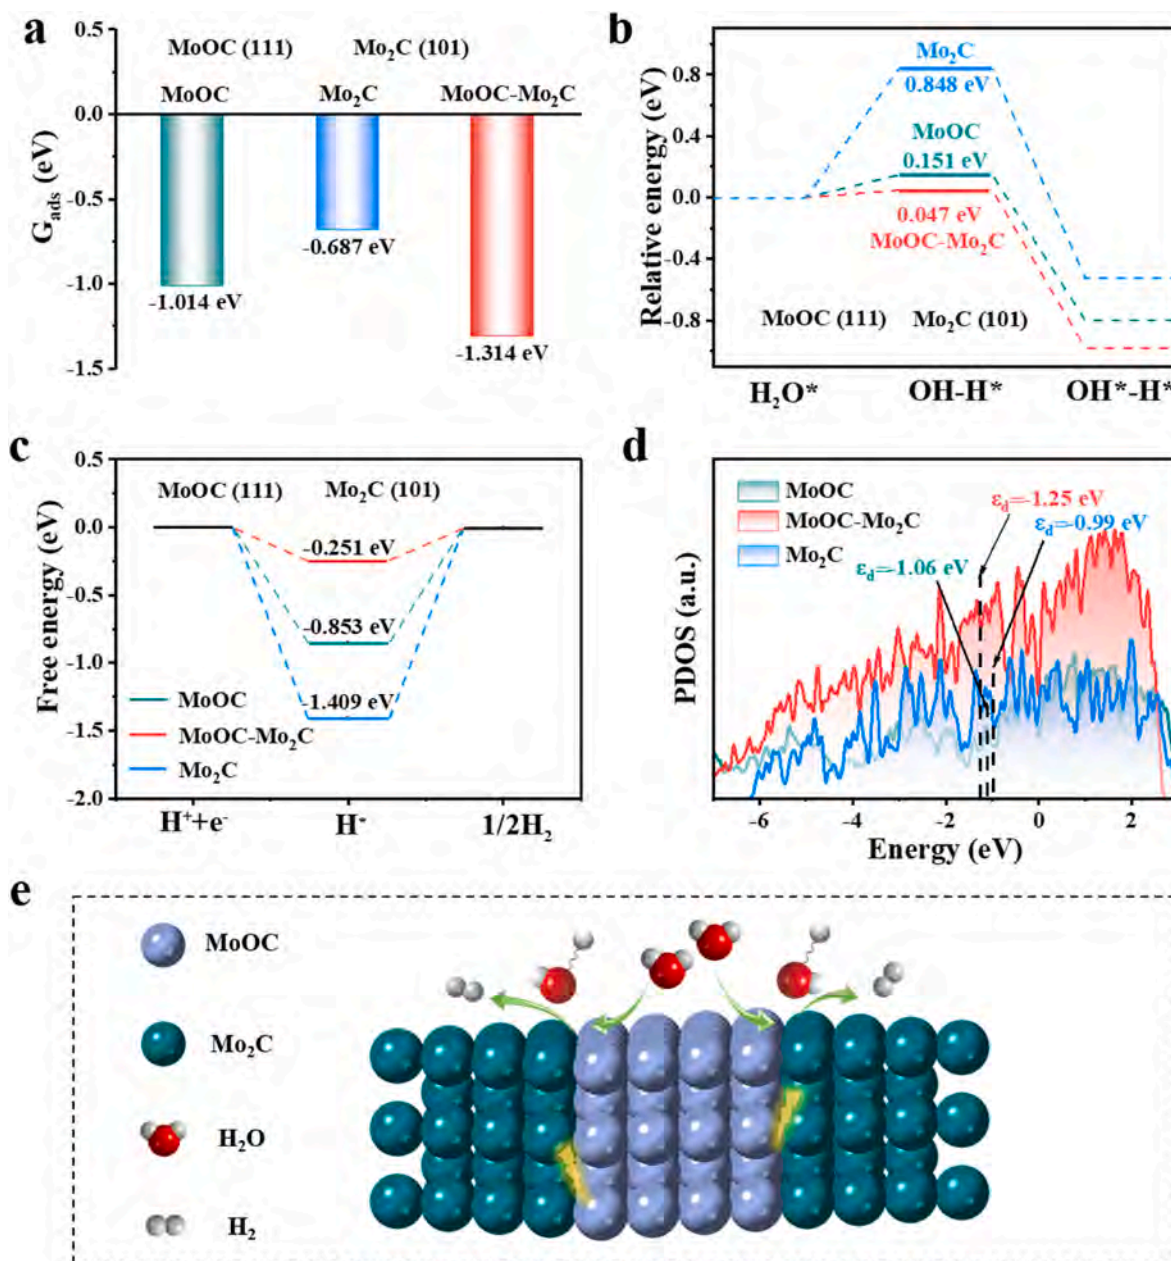 a
0.5
0.0
-0.5
-1.0
-1.5
G_ads (eV)
MoOC (111) Mo₂C (101)
MoOC Mo₂C MoOC-Mo₂C
-1.014 eV
-0.687 eV
-1.314 eV
b
0.8
0.4
0.0
-0.4
-0.8
Relative energy (eV)
Mo₂C
0.848 eV
MoOC
0.151 eV
0.047 eV
MoOC-Mo₂C
MoOC (111) Mo₂C (101)
H₂O* OH-H* OH*-H*
c
0.5
0.0
-0.5
-1.0
-1.5
-2.0
Free energy (eV)
MoOC (111) Mo₂C (101)
-0.251 eV
-0.853 eV
-1.409 eV
MoOC
MoOC-Mo₂C
Mo₂C
H⁺+e⁻ H* 1/2H₂
d
PDOS (a.u.)
MoOC
MoOC-Mo₂C
Mo₂C
ε_d=-1.25 eV
ε_d=-0.99 eV
ε_d=-1.06 eV
-6 -4 -2 0 2
Energy (eV)
e
MoOC
Mo₂C
H₂O
H₂